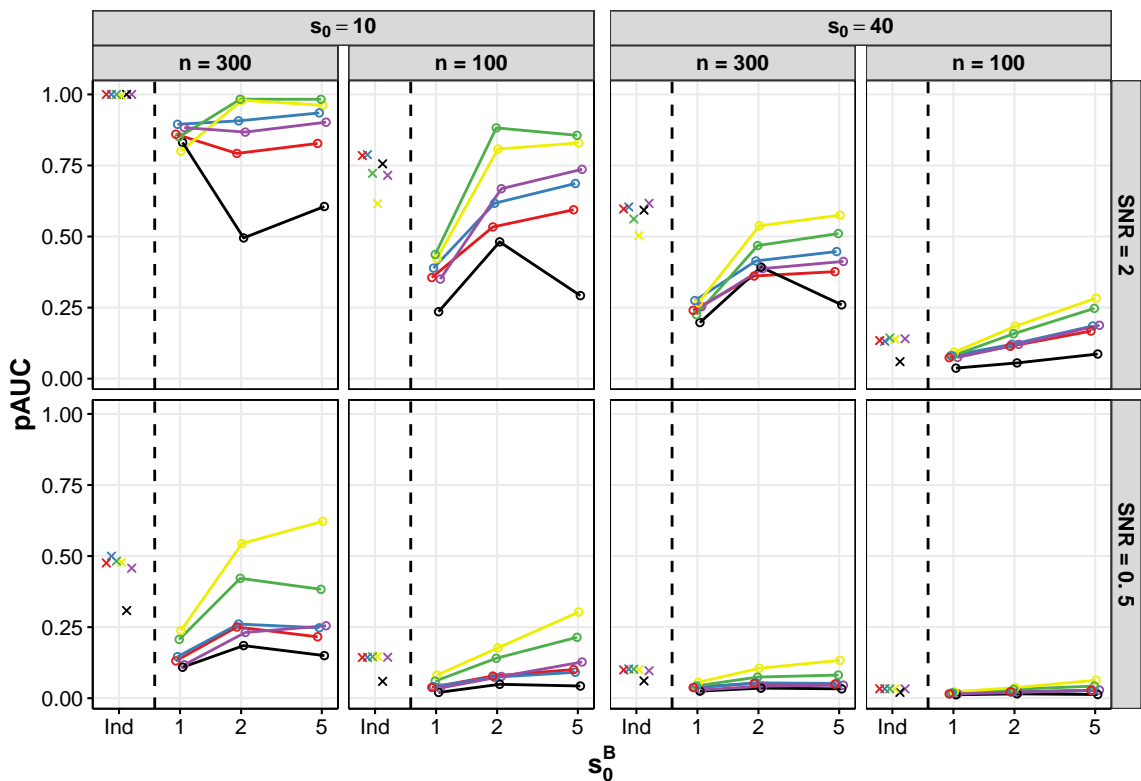 s₀ = 10
s₀ = 40
n = 300
n = 100
n = 300
n = 100
1.00
0.75
0.50
0.25
0.00
SNR = 2
pAUC
1.00
0.75
0.50
0.25
0.00
SNR = 0. 5
Ind 1 2 5
Ind 1 2 5
Ind 1 2 5
Ind 1 2 5
s₀ᴮ